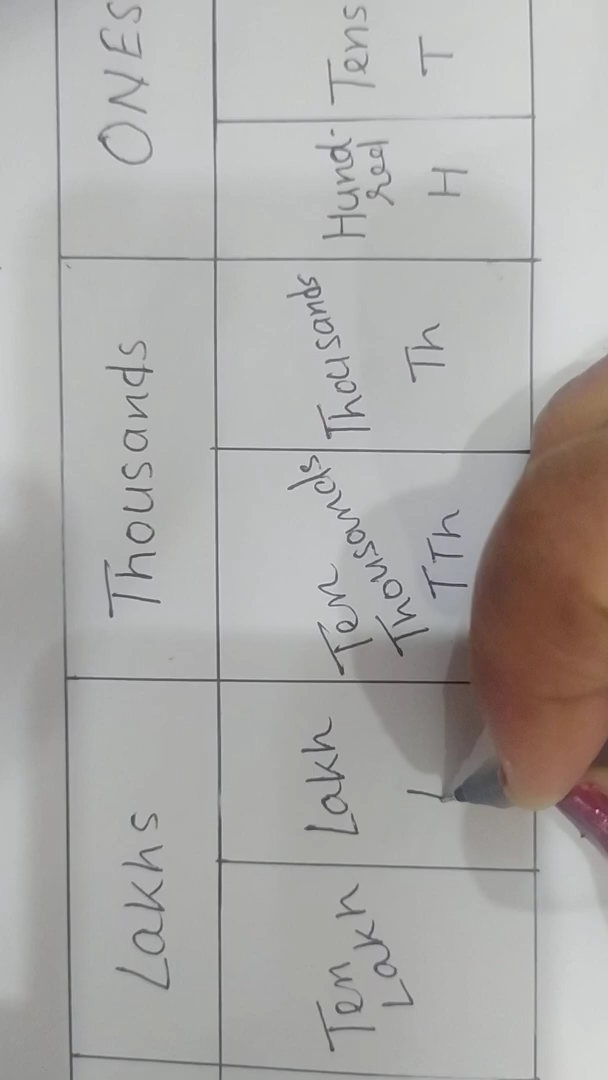 Lakhs
Thousands
ONES
Ten
Lakh
Lakh
Ten
Thousands
TTh
Thousands
Th
Hund-
red
H
Tens
T